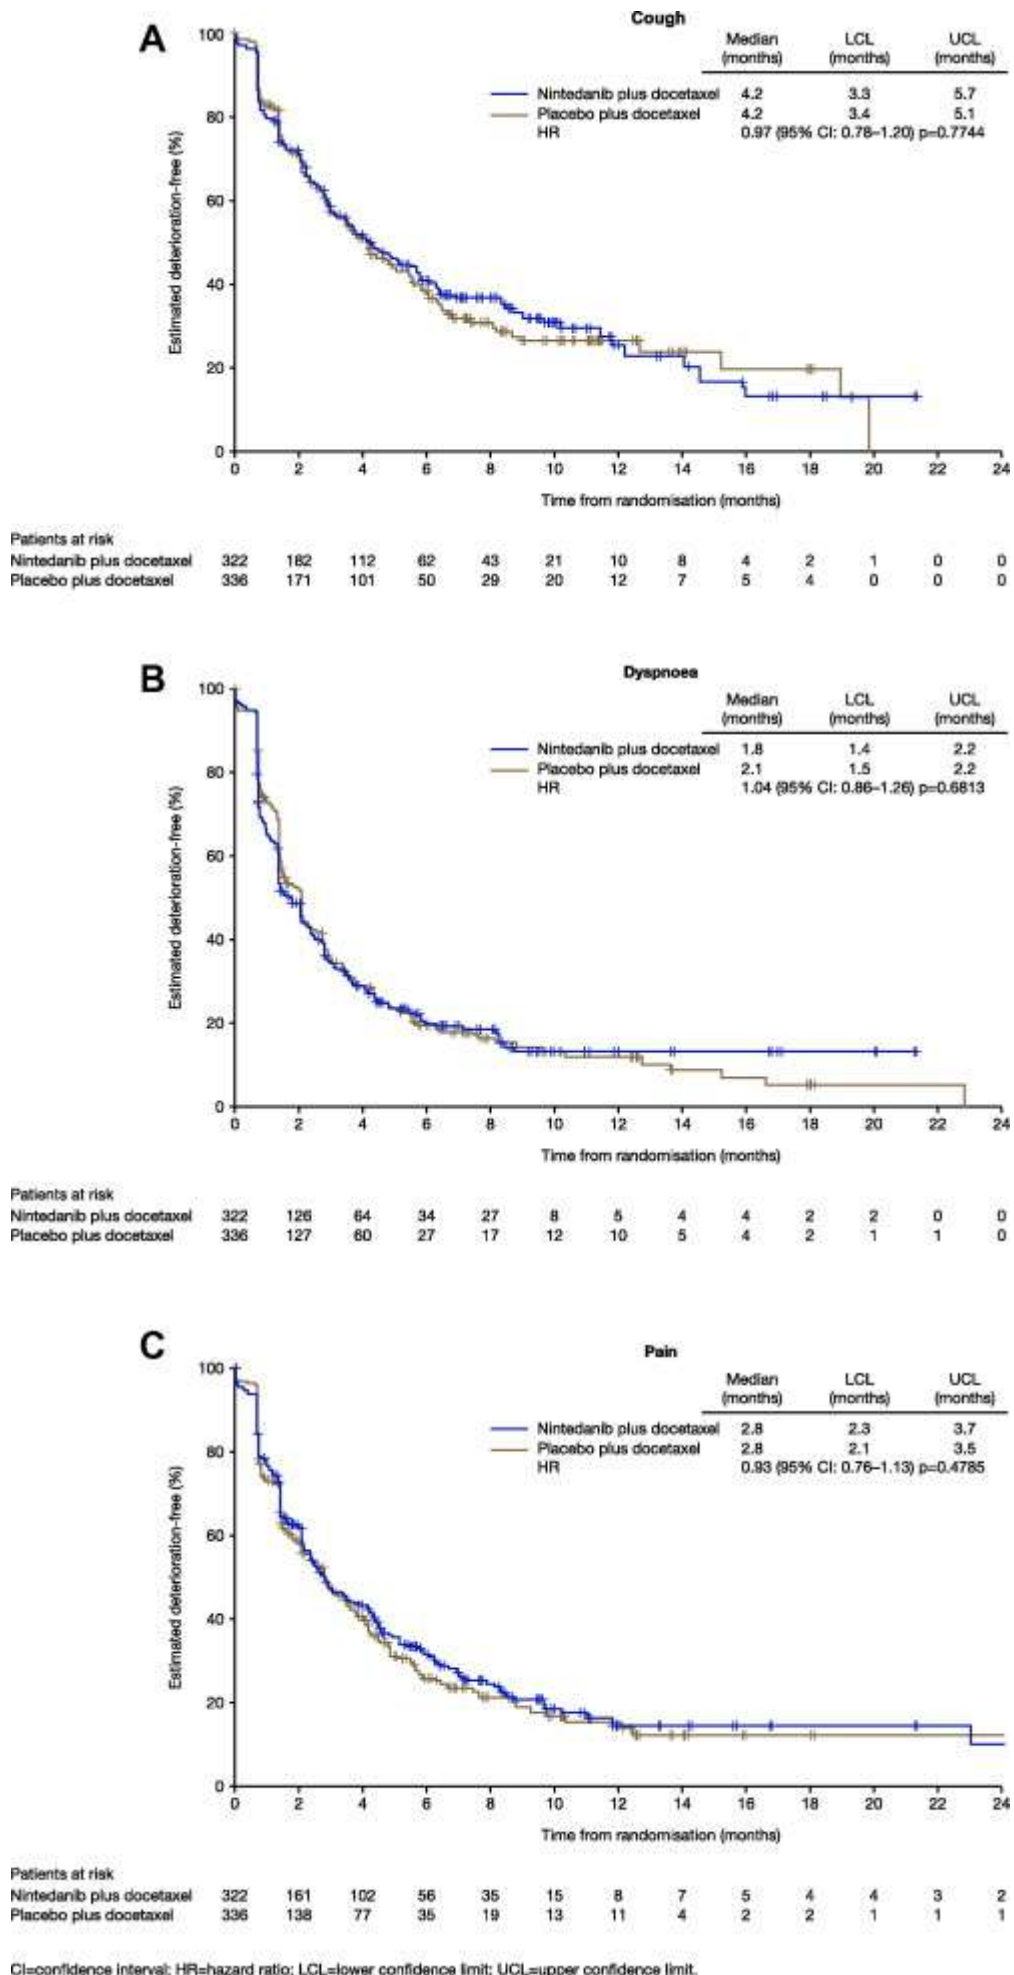 A
Cough
Median (months) LCL (months) UCL (months)
Nintedanib plus docetaxel 4.2 3.3 5.7
Placebo plus docetaxel 4.2 3.4 5.1
HR 0.97 (95% CI: 0.78–1.20) p=0.7744
Estimated deterioration-free (%)
100
80
60
40
20
0
0 2 4 6 8 10 12 14 16 18 20 22 24
Time from randomisation (months)
Patients at risk
Nintedanib plus docetaxel 322 182 112 62 43 21 10 8 4 2 1 0 0
Placebo plus docetaxel 336 171 101 50 29 20 12 7 5 4 0 0 0
B
Dyspnoea
Median (months) LCL (months) UCL (months)
Nintedanib plus docetaxel 1.8 1.4 2.2
Placebo plus docetaxel 2.1 1.5 2.2
HR 1.04 (95% CI: 0.86–1.26) p=0.6813
Estimated deterioration-free (%)
100
80
60
40
20
0
0 2 4 6 8 10 12 14 16 18 20 22 24
Time from randomisation (months)
Patients at risk
Nintedanib plus docetaxel 322 126 64 34 27 8 5 4 4 2 2 0 0
Placebo plus docetaxel 336 127 60 27 17 12 10 5 4 2 1 1 0
C
Pain
Median (months) LCL (months) UCL (months)
Nintedanib plus docetaxel 2.8 2.3 3.7
Placebo plus docetaxel 2.8 2.1 3.5
HR 0.93 (95% CI: 0.76–1.13) p=0.4785
Estimated deterioration-free (%)
100
80
60
40
20
0
0 2 4 6 8 10 12 14 16 18 20 22 24
Time from randomisation (months)
Patients at risk
Nintedanib plus docetaxel 322 161 102 56 35 15 8 7 5 4 4 3 2
Placebo plus docetaxel 336 138 77 35 19 13 11 4 2 2 1 1 1
CI=confidence interval; HR=hazard ratio; LCL=lower confidence limit; UCL=upper confidence limit.